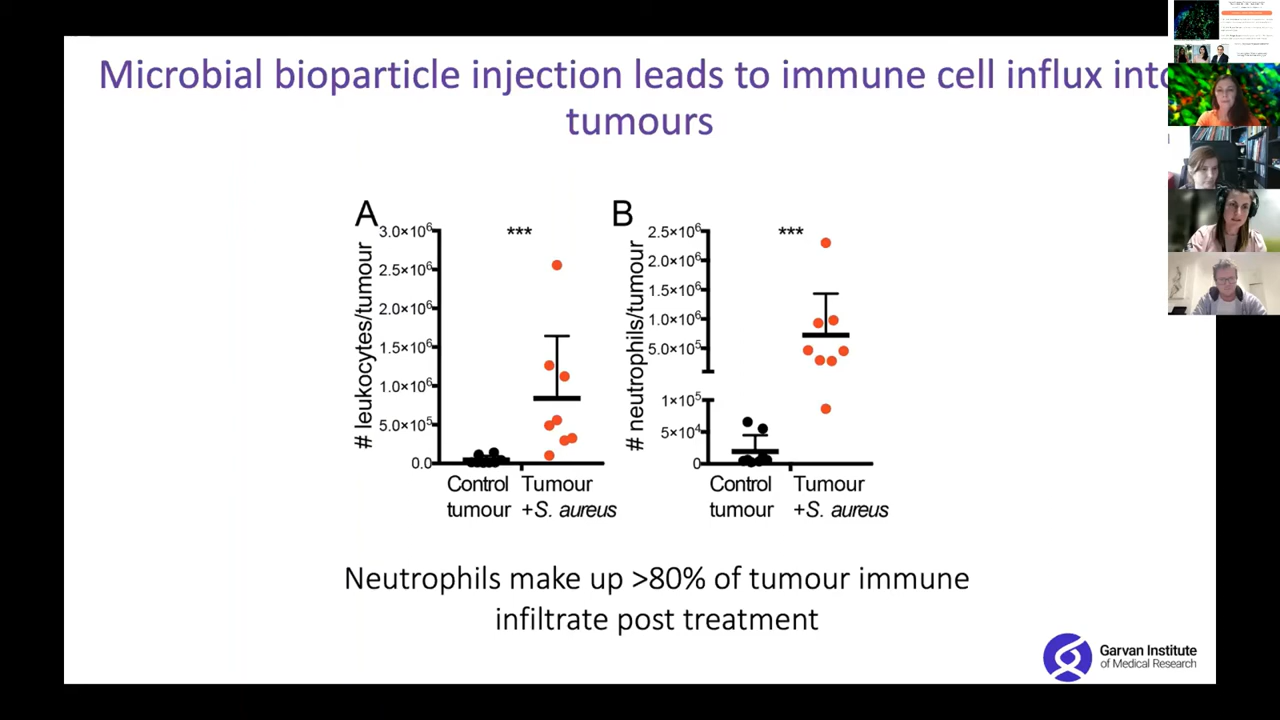 Microbial bioparticle injection leads to immune cell influx into
tumours
A
# leukocytes/tumour
3.0×10⁶
2.5×10⁶
2.0×10⁶
1.5×10⁶
1.0×10⁶
5.0×10⁵
0.0
***
Control
tumour
Tumour
+S. aureus
B
# neutrophils/tumour
2.5×10⁶
2.0×10⁶
1.5×10⁶
1.0×10⁶
5.0×10⁵
1×10⁵
5×10⁴
0
***
Control
tumour
Tumour
+S. aureus
Neutrophils make up >80% of tumour immune
infiltrate post treatment
Garvan Institute
of Medical Research